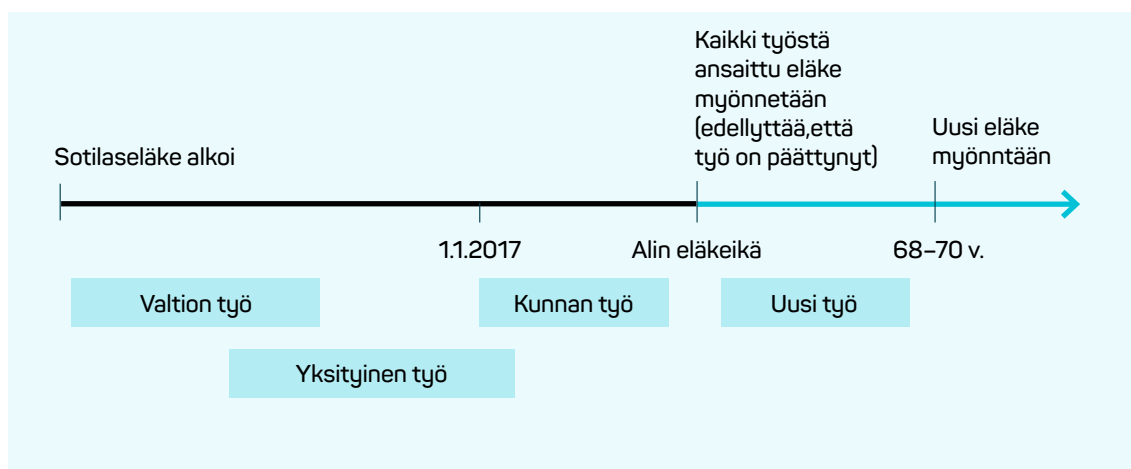 Kaikki työstä
ansaittu eläke
myönnetään
(edellyttää,että
työ on päättynyt)
Uusi eläke
myönntään
Sotilaseläke alkoi
1.1.2017
Alin eläkeikä
68–70 v.
Valtion työ
Kunnan työ
Uusi työ
Yksityinen työ